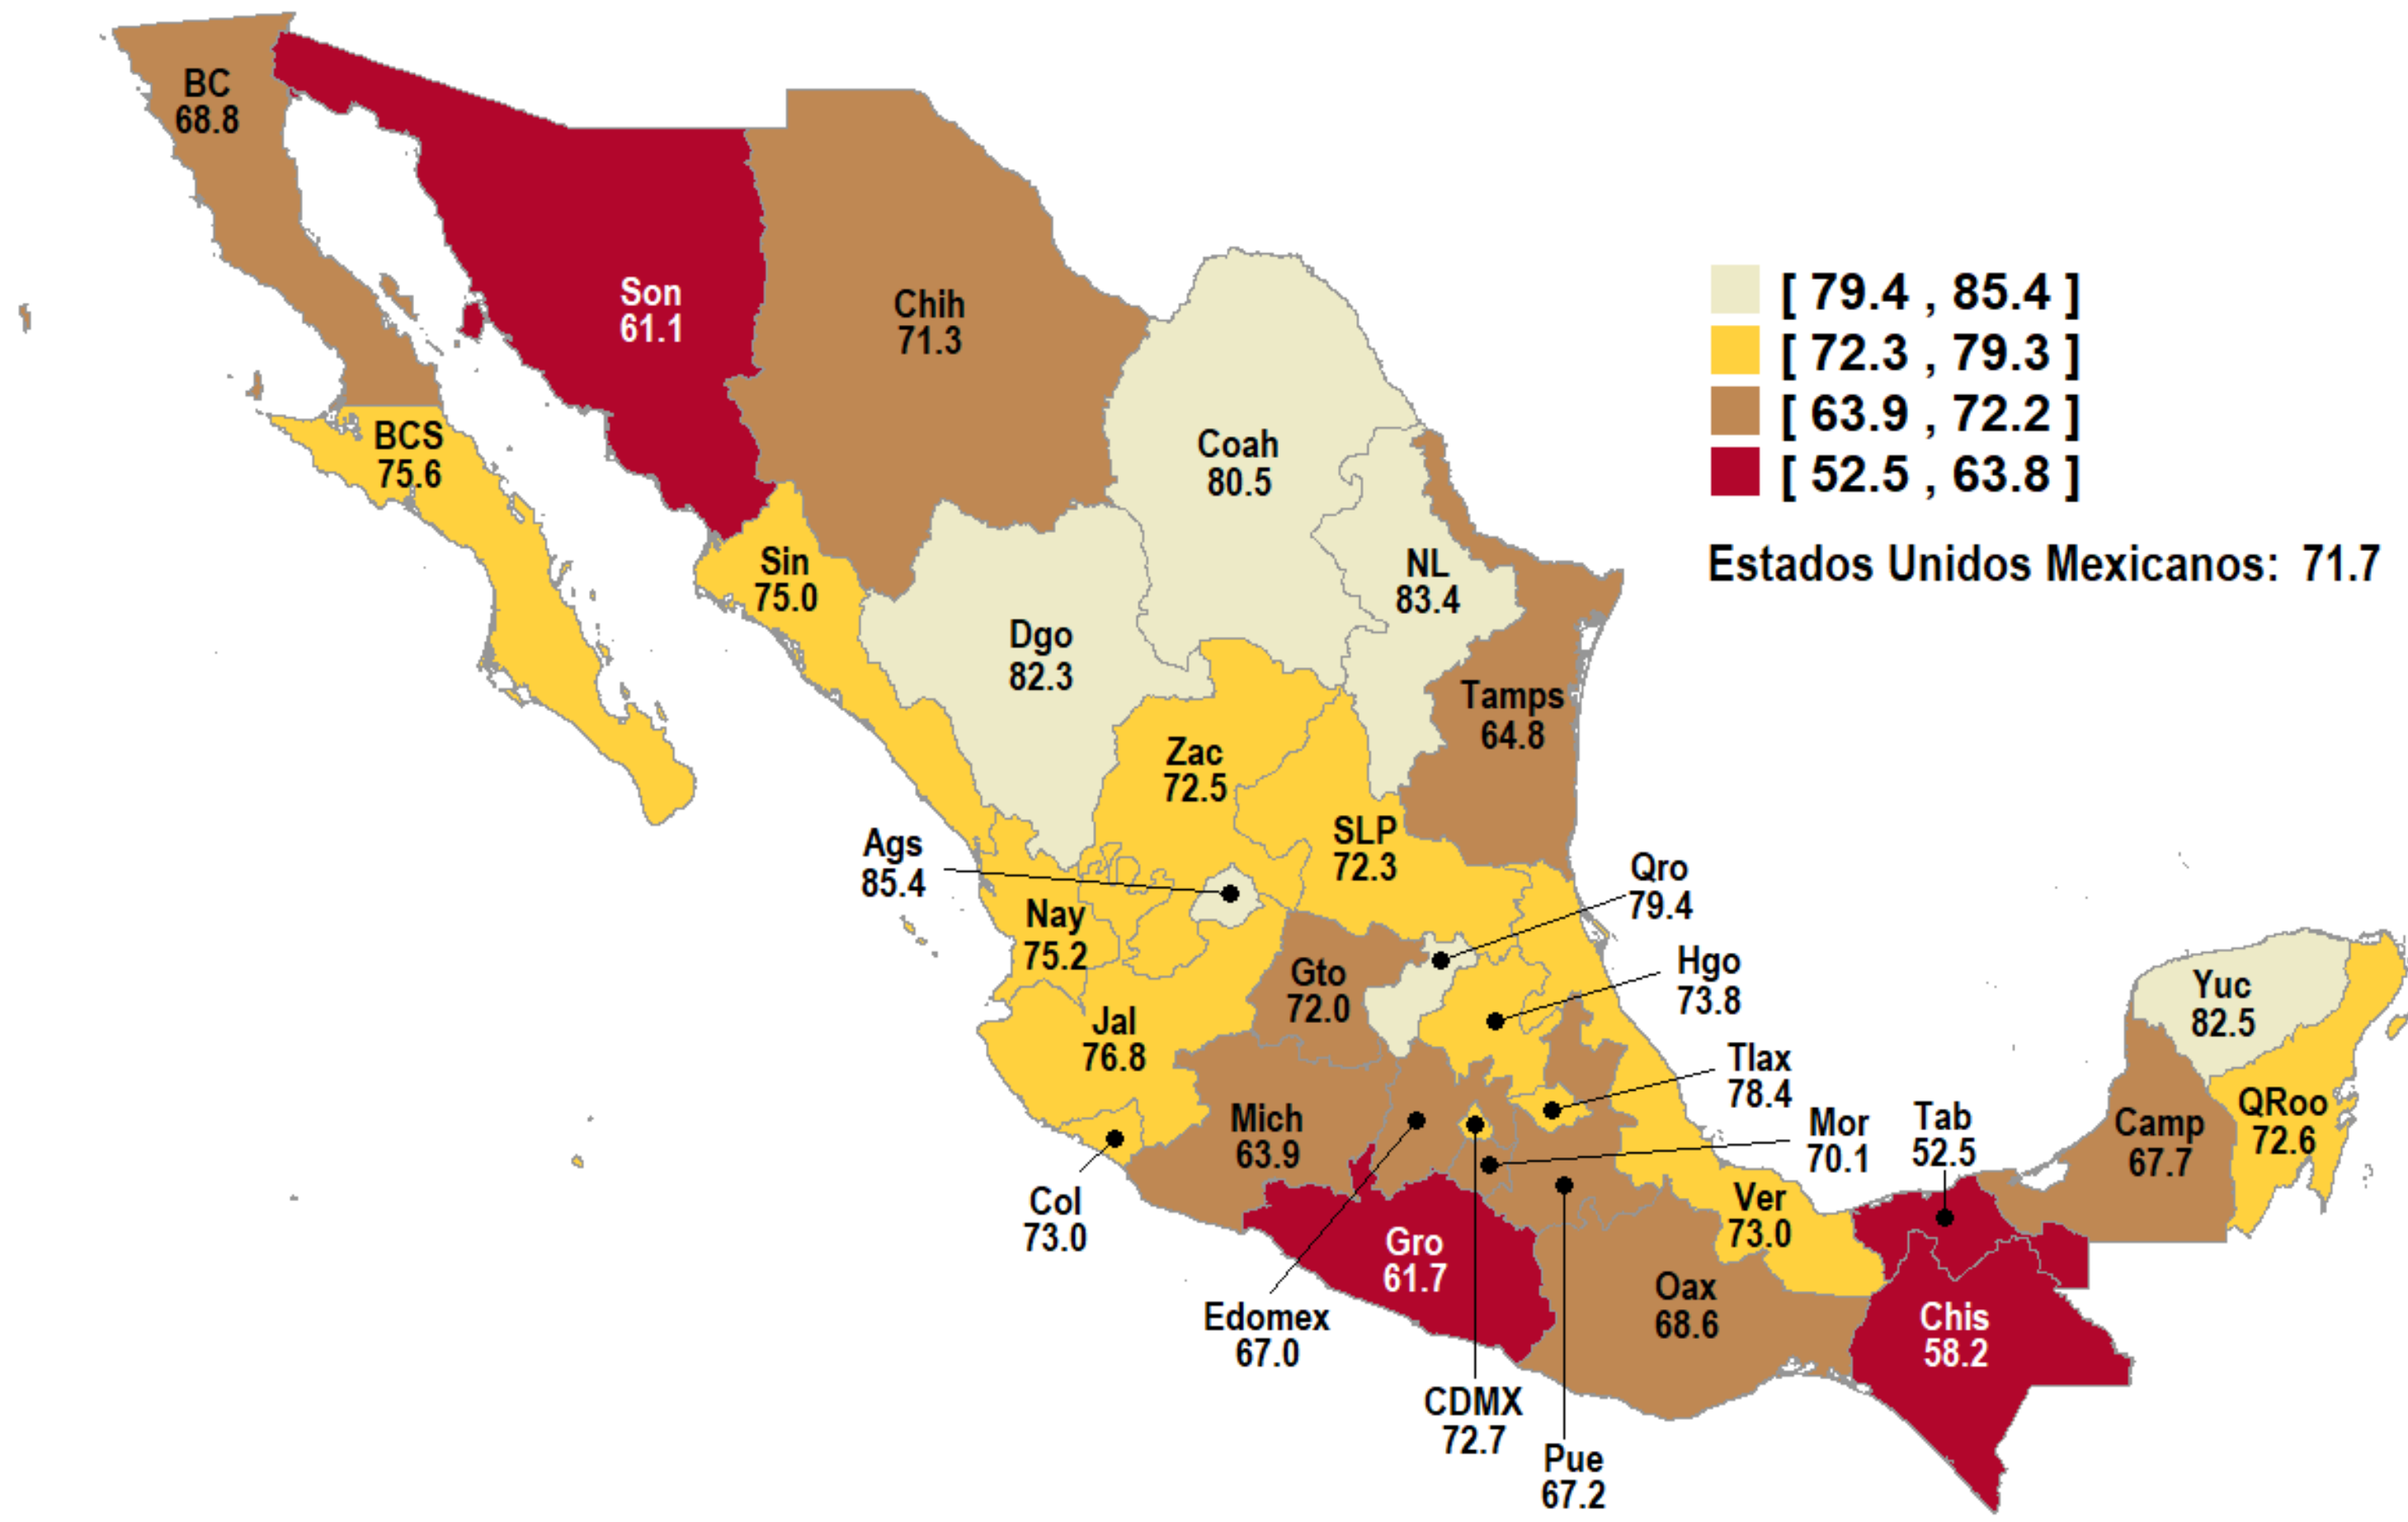 BC
68.8
Son
61.1
Chih
71.3
BCS
75.6
Sin
75.0
Coah
80.5
NL
83.4
Dgo
82.3
Tamps
64.8
Zac
72.5
SLP
72.3
Ags
85.4
Nay
75.2
Jal
76.8
Gto
72.0
Qro
79.4
Hgo
73.8
Tlax
78.4
Mor
70.1
Tab
52.5
Mich
63.9
Col
73.0
Gro
61.7
Edomex
67.0
CDMX
72.7
Pue
67.2
Oax
68.6
Ver
73.0
Chis
58.2
Camp
67.7
Yuc
82.5
QRoo
72.6
[ 79.4 , 85.4 ]
[ 72.3 , 79.3 ]
[ 63.9 , 72.2 ]
[ 52.5 , 63.8 ]
Estados Unidos Mexicanos: 71.7